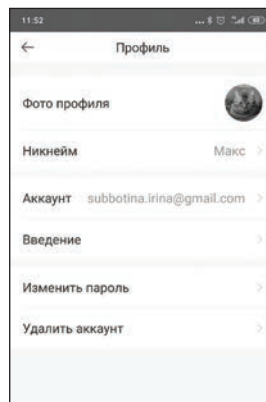 11:52
Профиль
Фото профиля
Никнейм Макс
Аккаунт subbotina.irina@gmail.com
Введение
Изменить пароль
Удалить аккаунт